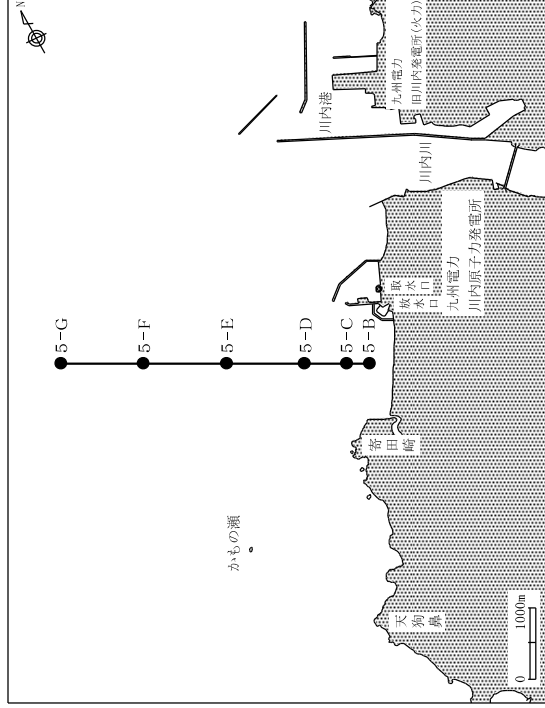 N
5-G
5-F
5-E
5-D
5-C
5-B
川内港
九州電力
旧川内発電所(火力)
川内川
取水口
放水口
九州電力
川内原子力発電所
寄田崎
かもの瀬
天狗鼻
0 1000m